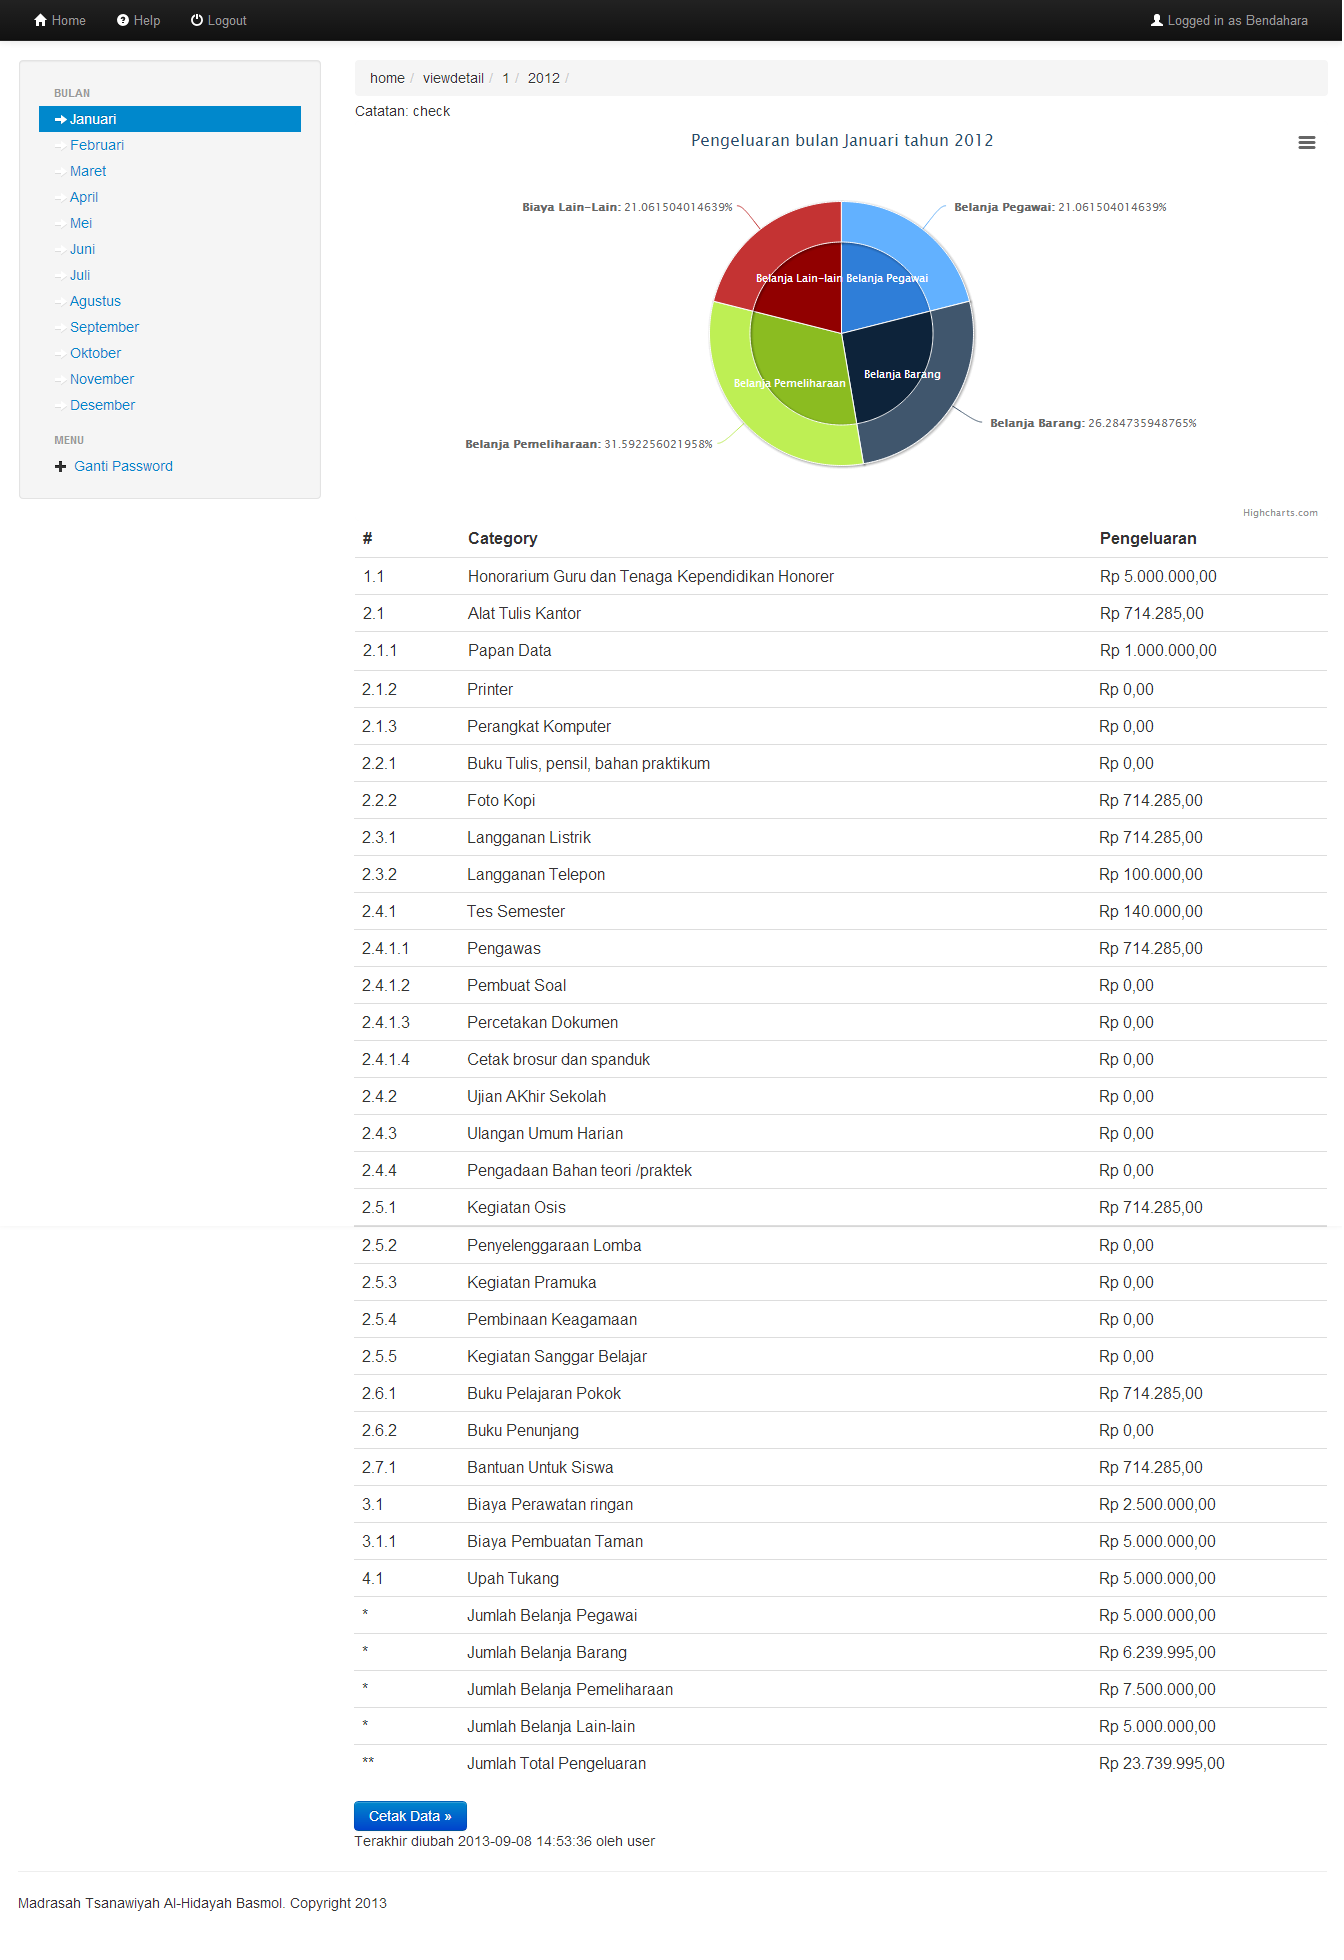 Home Help Logout Logged in as Bendahara
BULAN
Januari
Februari
Maret
April
Mei
Juni
Juli
Agustus
September
Oktober
November
Desember
MENU
Ganti Password
home / viewdetail / 1 / 2012 /
Catatan: check
Pengeluaran bulan Januari tahun 2012
Biaya Lain-Lain: 21.061504014639%
Belanja Pegawai: 21.061504014639%
Belanja Lain-lain
Belanja Pegawai
Belanja Barang
Belanja Pemeliharaan
Belanja Barang: 26.284735948765%
Belanja Pemeliharaan: 31.592256021958%
Highcharts.com
# Category Pengeluaran
1.1 Honorarium Guru dan Tenaga Kependidikan Honorer Rp 5.000.000,00
2.1 Alat Tulis Kantor Rp 714.285,00
2.1.1 Papan Data Rp 1.000.000,00
2.1.2 Printer Rp 0,00
2.1.3 Perangkat Komputer Rp 0,00
2.2.1 Buku Tulis, pensil, bahan praktikum Rp 0,00
2.2.2 Foto Kopi Rp 714.285,00
2.3.1 Langganan Listrik Rp 714.285,00
2.3.2 Langganan Telepon Rp 100.000,00
2.4.1 Tes Semester Rp 140.000,00
2.4.1.1 Pengawas Rp 714.285,00
2.4.1.2 Pembuat Soal Rp 0,00
2.4.1.3 Percetakan Dokumen Rp 0,00
2.4.1.4 Cetak brosur dan spanduk Rp 0,00
2.4.2 Ujian AKhir Sekolah Rp 0,00
2.4.3 Ulangan Umum Harian Rp 0,00
2.4.4 Pengadaan Bahan teori /praktek Rp 0,00
2.5.1 Kegiatan Osis Rp 714.285,00
2.5.2 Penyelenggaraan Lomba Rp 0,00
2.5.3 Kegiatan Pramuka Rp 0,00
2.5.4 Pembinaan Keagamaan Rp 0,00
2.5.5 Kegiatan Sanggar Belajar Rp 0,00
2.6.1 Buku Pelajaran Pokok Rp 714.285,00
2.6.2 Buku Penunjang Rp 0,00
2.7.1 Bantuan Untuk Siswa Rp 714.285,00
3.1 Biaya Perawatan ringan Rp 2.500.000,00
3.1.1 Biaya Pembuatan Taman Rp 5.000.000,00
4.1 Upah Tukang Rp 5.000.000,00
* Jumlah Belanja Pegawai Rp 5.000.000,00
* Jumlah Belanja Barang Rp 6.239.995,00
* Jumlah Belanja Pemeliharaan Rp 7.500.000,00
* Jumlah Belanja Lain-lain Rp 5.000.000,00
** Jumlah Total Pengeluaran Rp 23.739.995,00
Cetak Data »
Terakhir diubah 2013-09-08 14:53:36 oleh user
Madrasah Tsanawiyah Al-Hidayah Basmol. Copyright 2013